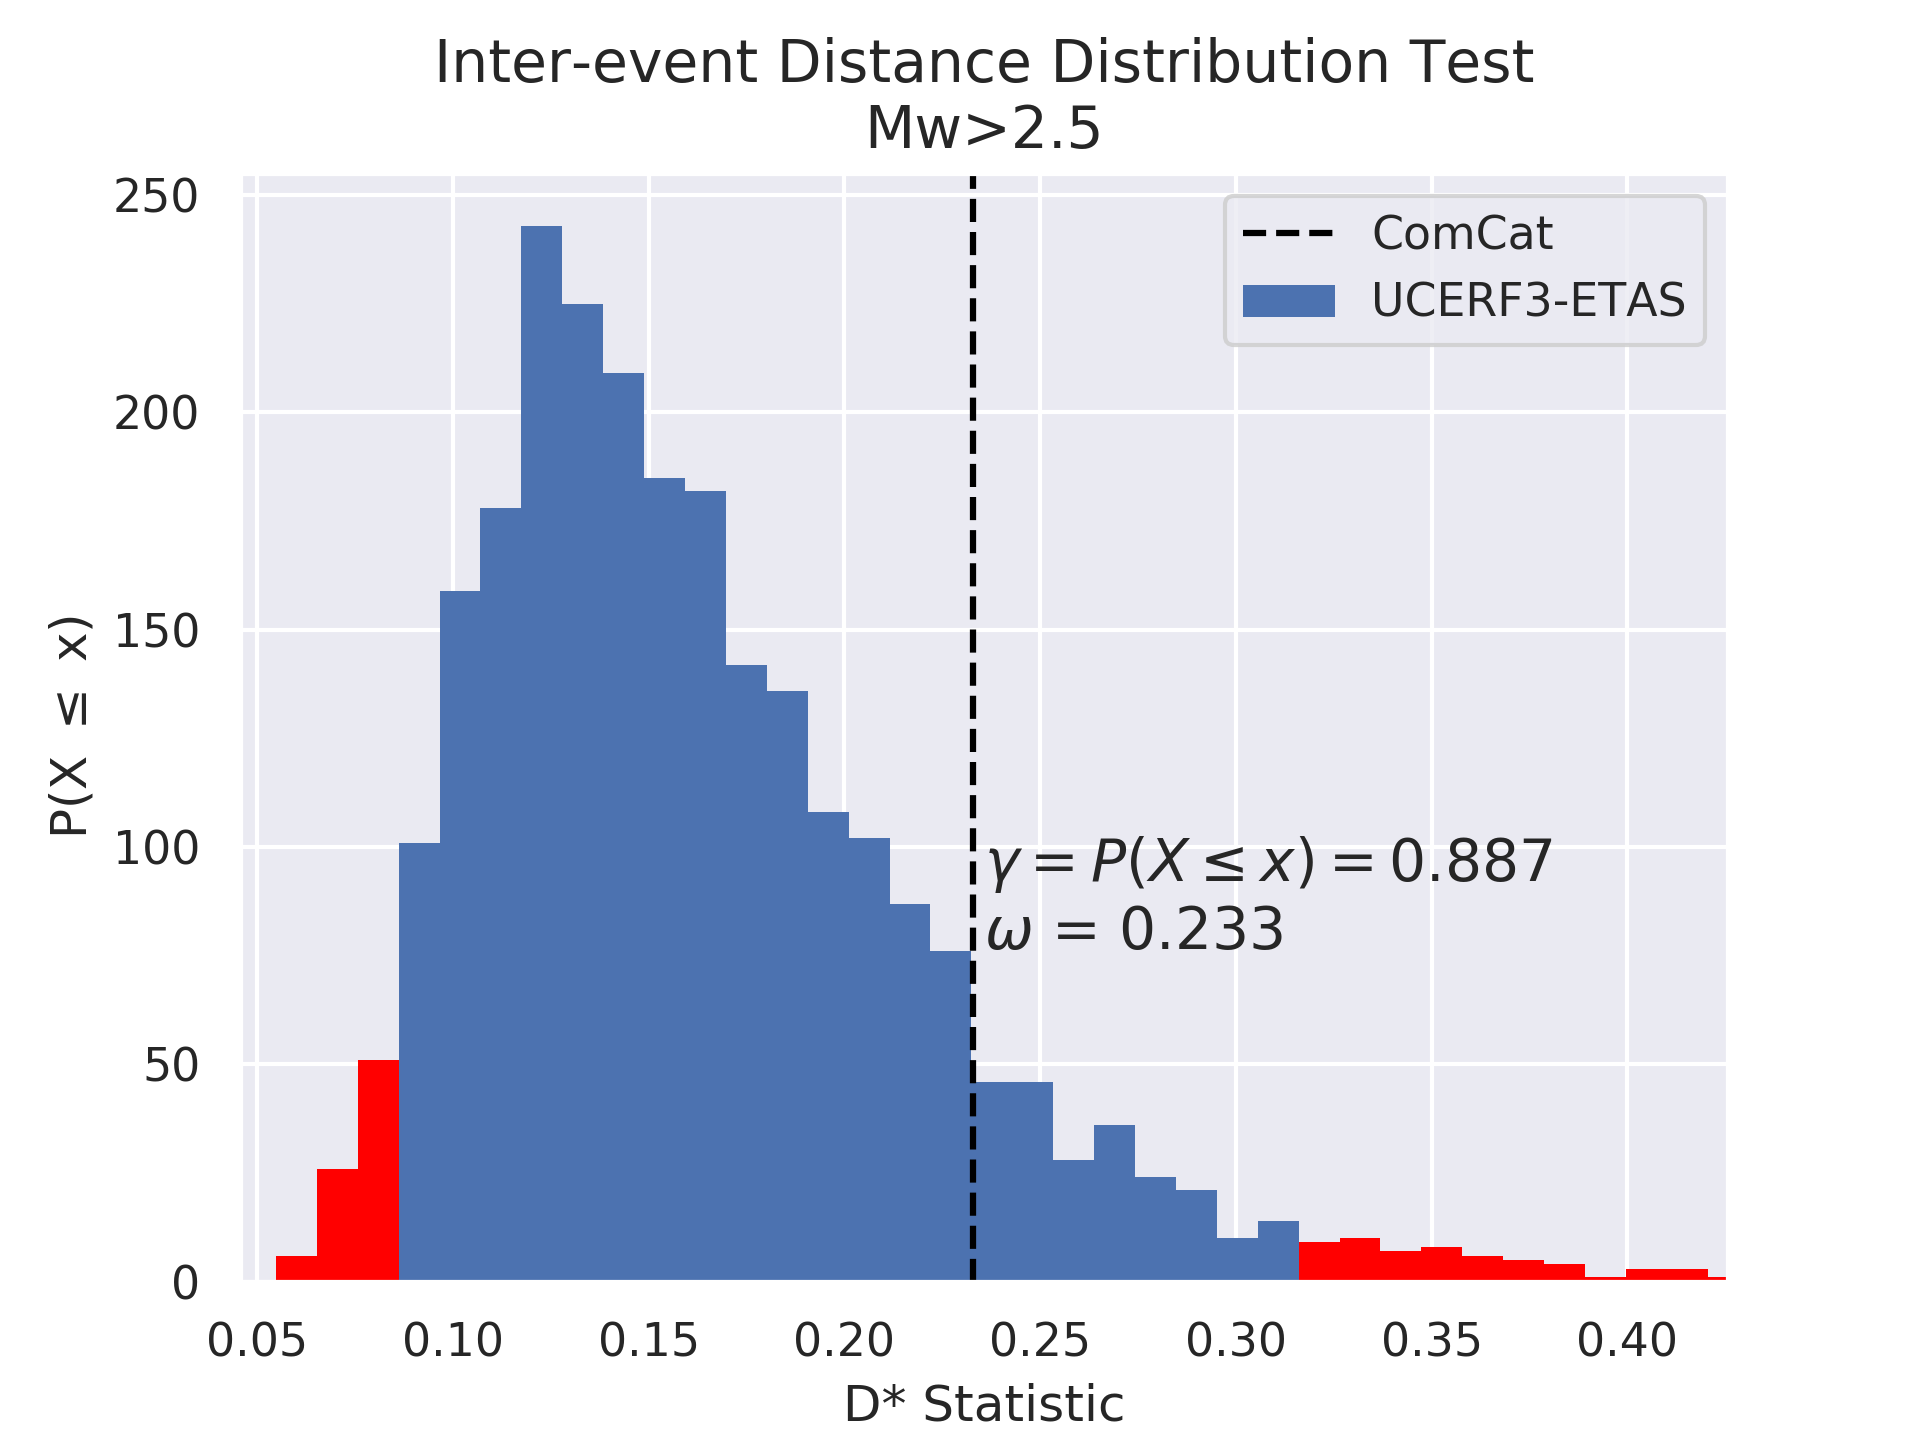 Inter-event Distance Distribution Test
Mw>2.5
250
200
150
100
50
0
P(X ≤ x)
ComCat
UCERF3-ETAS
γ = P(X ≤ x) = 0.887
ω = 0.233
0.05 0.10 0.15 0.20 0.25 0.30 0.35 0.40
D* Statistic